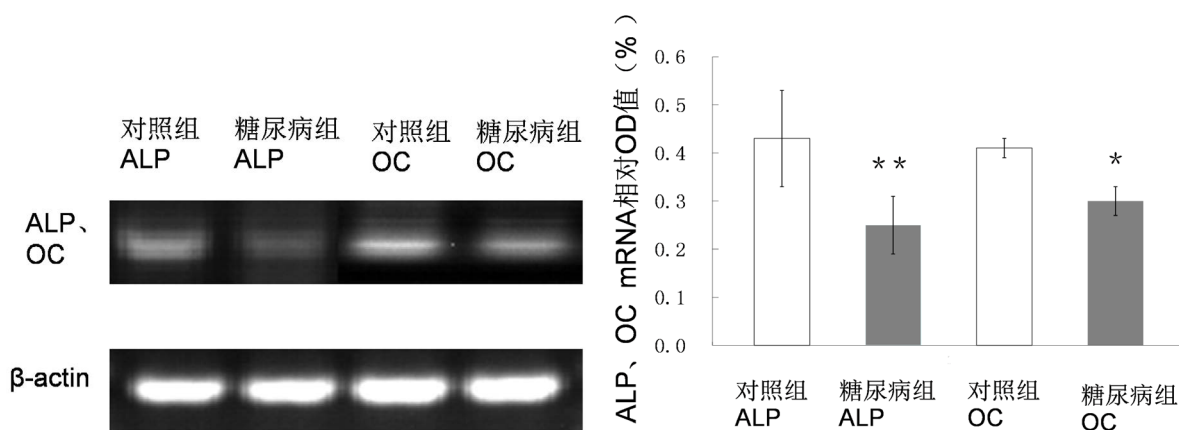 对照组 糖尿病组 对照组 糖尿病组
ALP ALP OC OC
ALP、
OC
β-actin
ALP、OC mRNA相对OD值（%）
0.6
0.5
0.4
0.3
0.2
0.1
0.0
**
*
对照组 糖尿病组 对照组 糖尿病组
ALP ALP OC OC